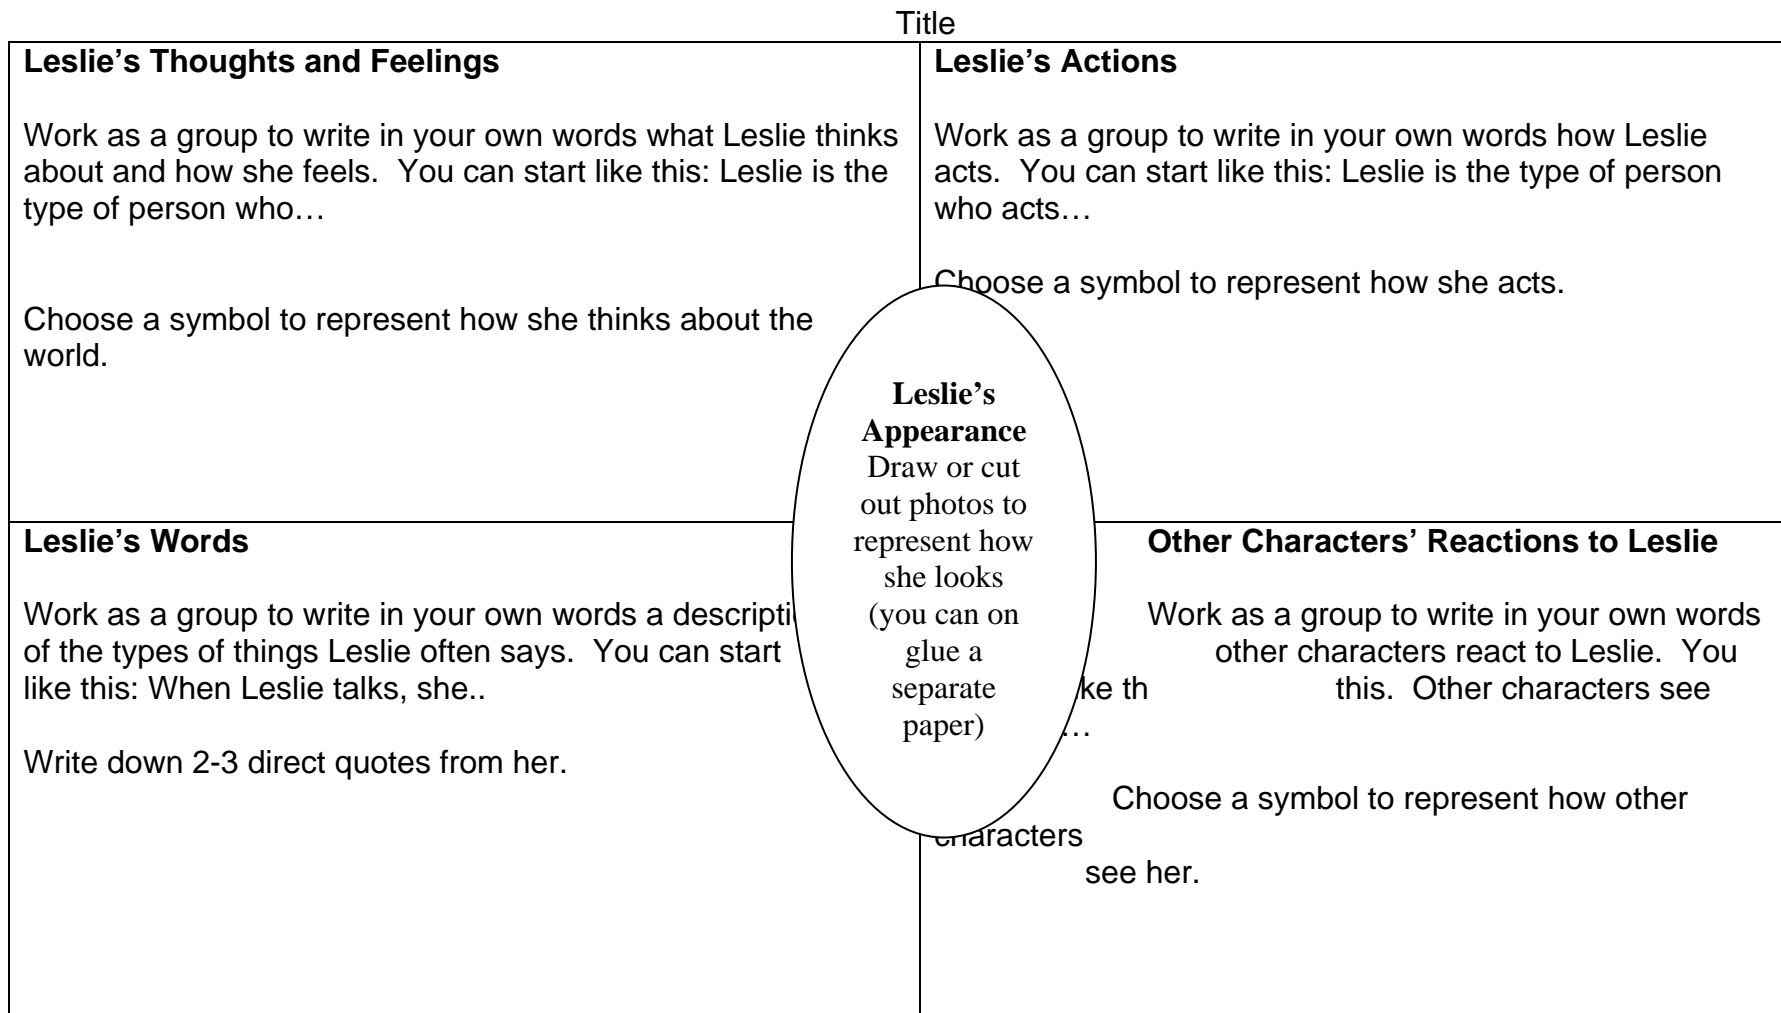 Title
Leslie’s Thoughts and Feelings
Work as a group to write in your own words what Leslie thinks
about and how she feels.  You can start like this: Leslie is the
type of person who…
Choose a symbol to represent how she thinks about the
world.
Leslie’s Actions
Work as a group to write in your own words how Leslie
acts.  You can start like this: Leslie is the type of person
who acts…
Choose a symbol to represent how she acts.
Leslie’s
Appearance
Draw or cut
out photos to
represent how
she looks
(you can on
glue a
separate
paper)
Leslie’s Words
Work as a group to write in your own words a descripti
of the types of things Leslie often says.  You can start
like this: When Leslie talks, she..
Write down 2-3 direct quotes from her.
Other Characters’ Reactions to Leslie
Work as a group to write in your own words
other characters react to Leslie.  You
ke th this.  Other characters see
…
Choose a symbol to represent how other
characters
see her.